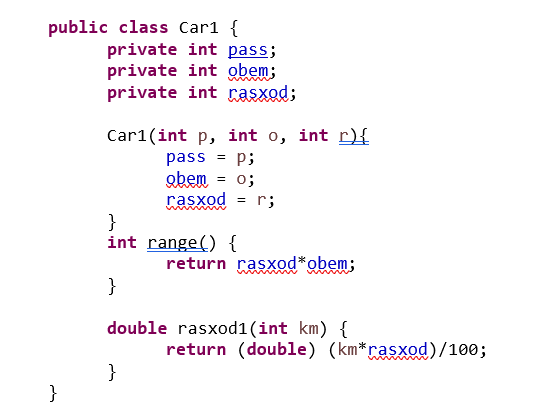 public class Car1 {
private int pass;
private int obem;
private int rasxod;
Car1(int p, int o, int r){
pass = p;
obem = o;
rasxod = r;
}
int range() {
return rasxod*obem;
}
double rasxod1(int km) {
return (double) (km*rasxod)/100;
}
}